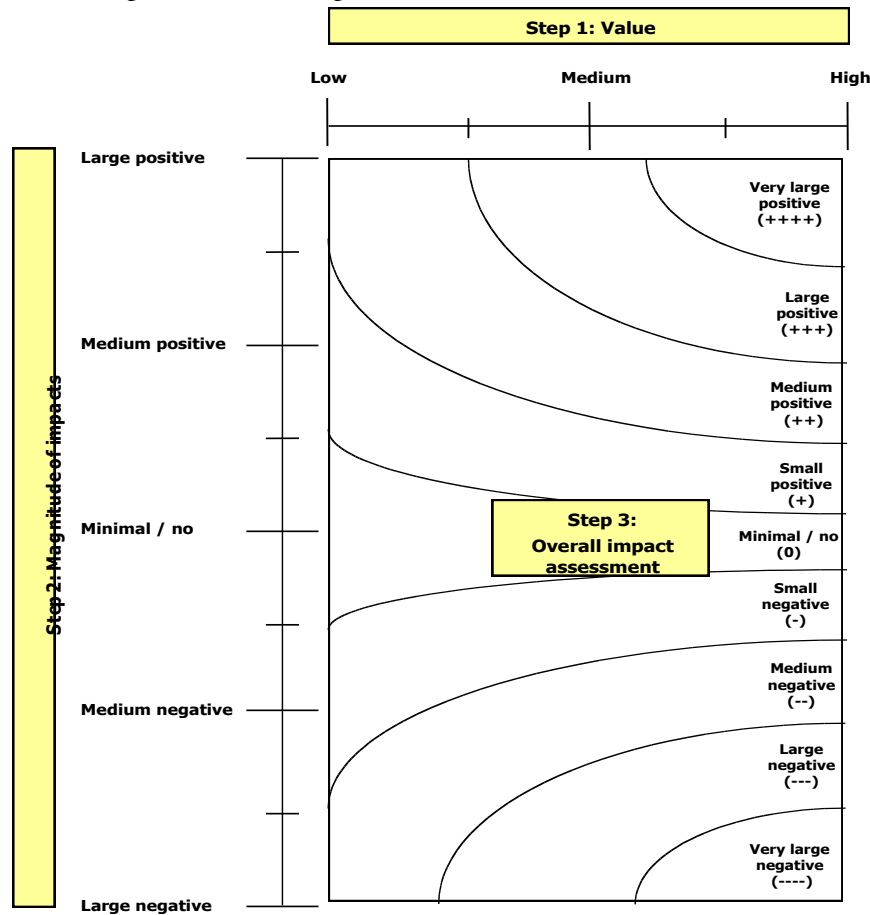 Step 1: Value
Low Medium High
Large positive
Medium positive
Minimal / no
Medium negative
Large negative
Step 2: Magnitude of impacts
Very large
positive
(++++)
Large
positive
(+++)
Medium
positive
(++)
Small
positive
(+)
Step 3:
Overall impact
assessment
Minimal / no
(0)
Small
negative
(-)
Medium
negative
(--)
Large
negative
(---)
Very large
negative
(----)